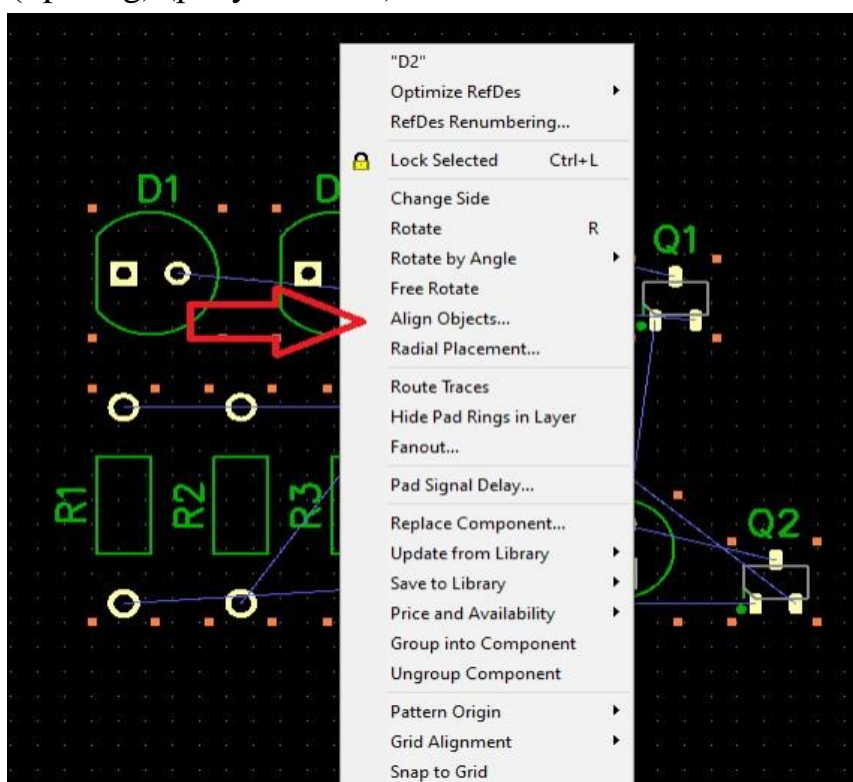 D1
D
Q1
R1
R2
R3
Q2
"D2"
Optimize RefDes
RefDes Renumbering...
Lock Selected Ctrl+L
Change Side
Rotate R
Rotate by Angle
Free Rotate
Align Objects...
Radial Placement...
Route Traces
Hide Pad Rings in Layer
Fanout...
Pad Signal Delay...
Replace Component...
Update from Library
Save to Library
Price and Availability
Group into Component
Ungroup Component
Pattern Origin
Grid Alignment
Snap to Grid